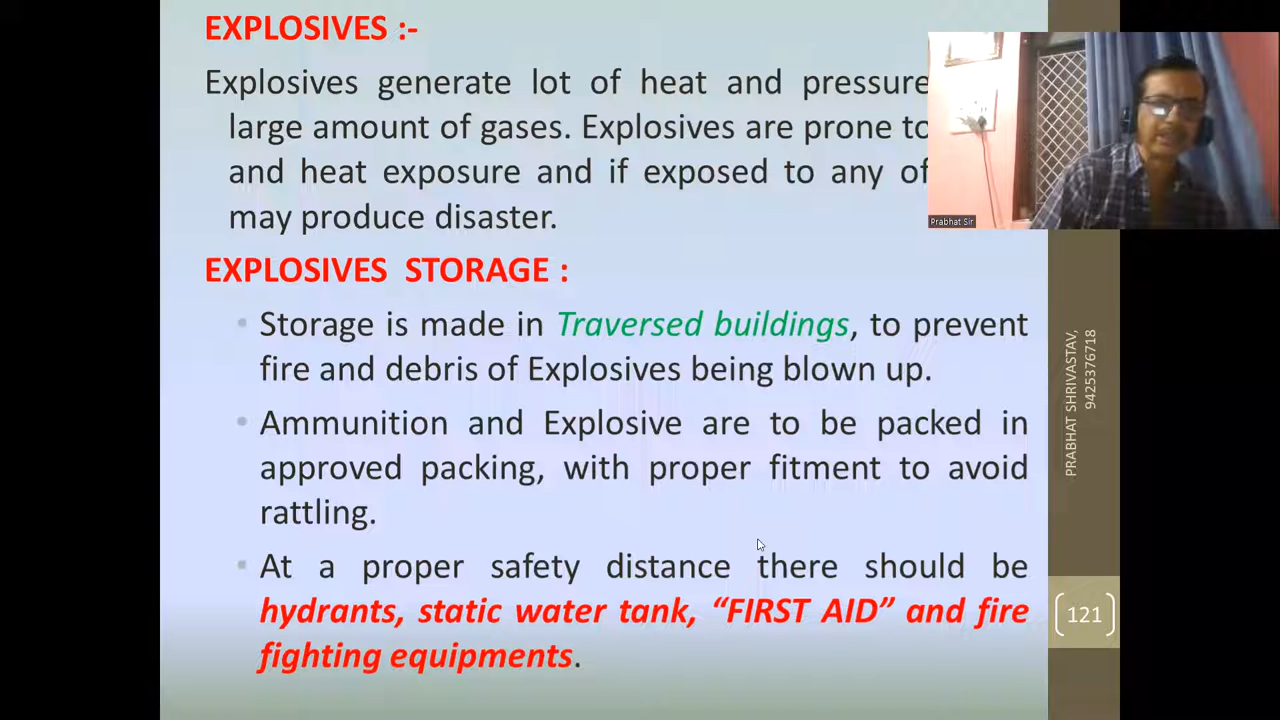 EXPLOSIVES :-
Explosives generate lot of heat and pressure
large amount of gases. Explosives are prone to
and heat exposure and if exposed to any of
may produce disaster.
EXPLOSIVES STORAGE :
• Storage is made in Traversed buildings, to prevent
fire and debris of Explosives being blown up.
• Ammunition and Explosive are to be packed in
approved packing, with proper fitment to avoid
rattling.
• At a proper safety distance there should be
hydrants, static water tank, “FIRST AID” and fire
fighting equipments.
Prabhat Sir
PRABHAT SHRIVASTAV,
9425376718
121